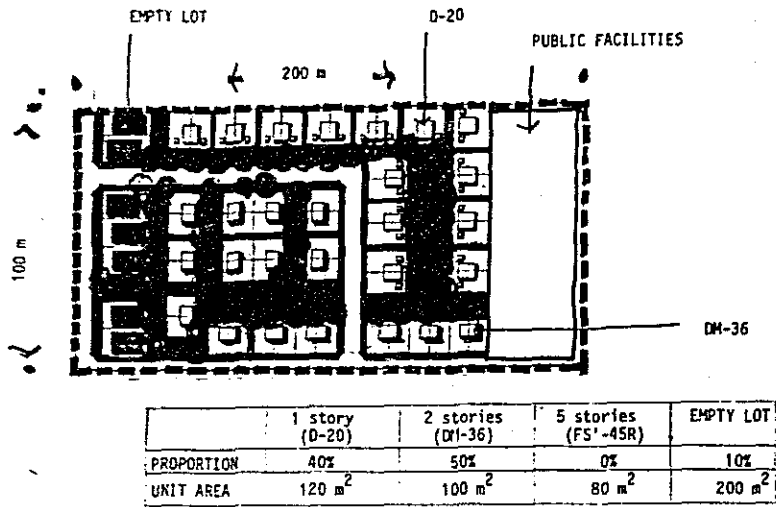 EMPTY LOT
D-20
PUBLIC FACILITIES
200 m
100 m
DM-36
1 story 2 stories 5 stories EMPTY LOT
(D-20) (DM-36) (FS'-45R)
PROPORTION 40% 50% 0% 10%
UNIT AREA 120 m² 100 m² 80 m² 200 m²